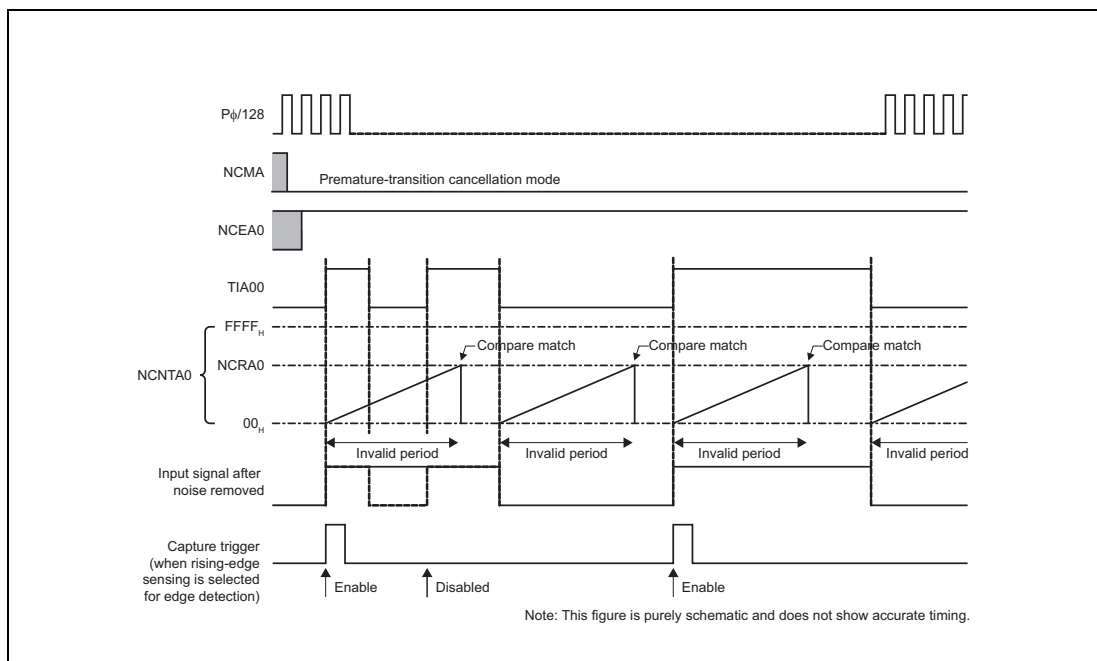 Pϕ/128
NCMA
Premature-transition cancellation mode
NCEA0
TIA00
FFFFH
Compare match
Compare match
Compare match
NCRA0
NCNTA0
00H
Invalid period
Invalid period
Invalid period
Invalid period
Input signal after
noise removed
Capture trigger
(when rising-edge
sensing is selected
for edge detection)
Enable
Disabled
Enable
Note: This figure is purely schematic and does not show accurate timing.